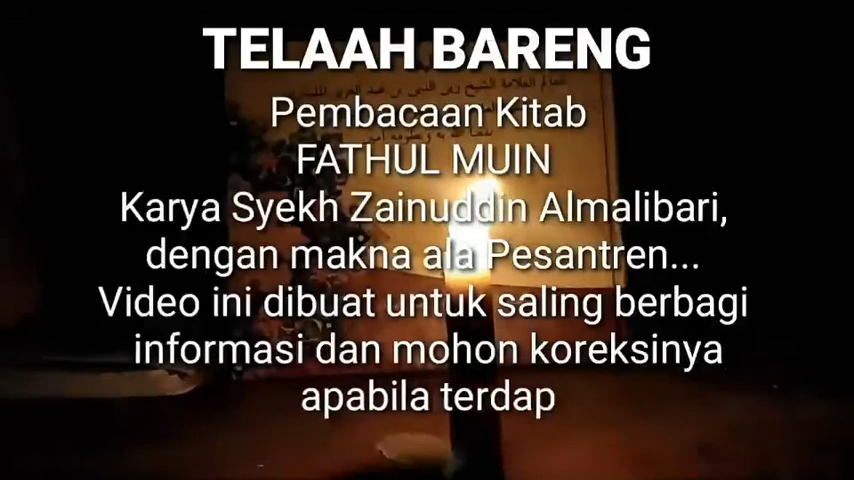 TELAAH BARENG
Pembacaan Kitab
FATHUL MUIN
Karya Syekh Zainuddin Almalibari,
dengan makna ala Pesantren...
Video ini dibuat untuk saling berbagi
informasi dan mohon koreksinya
apabila terdap